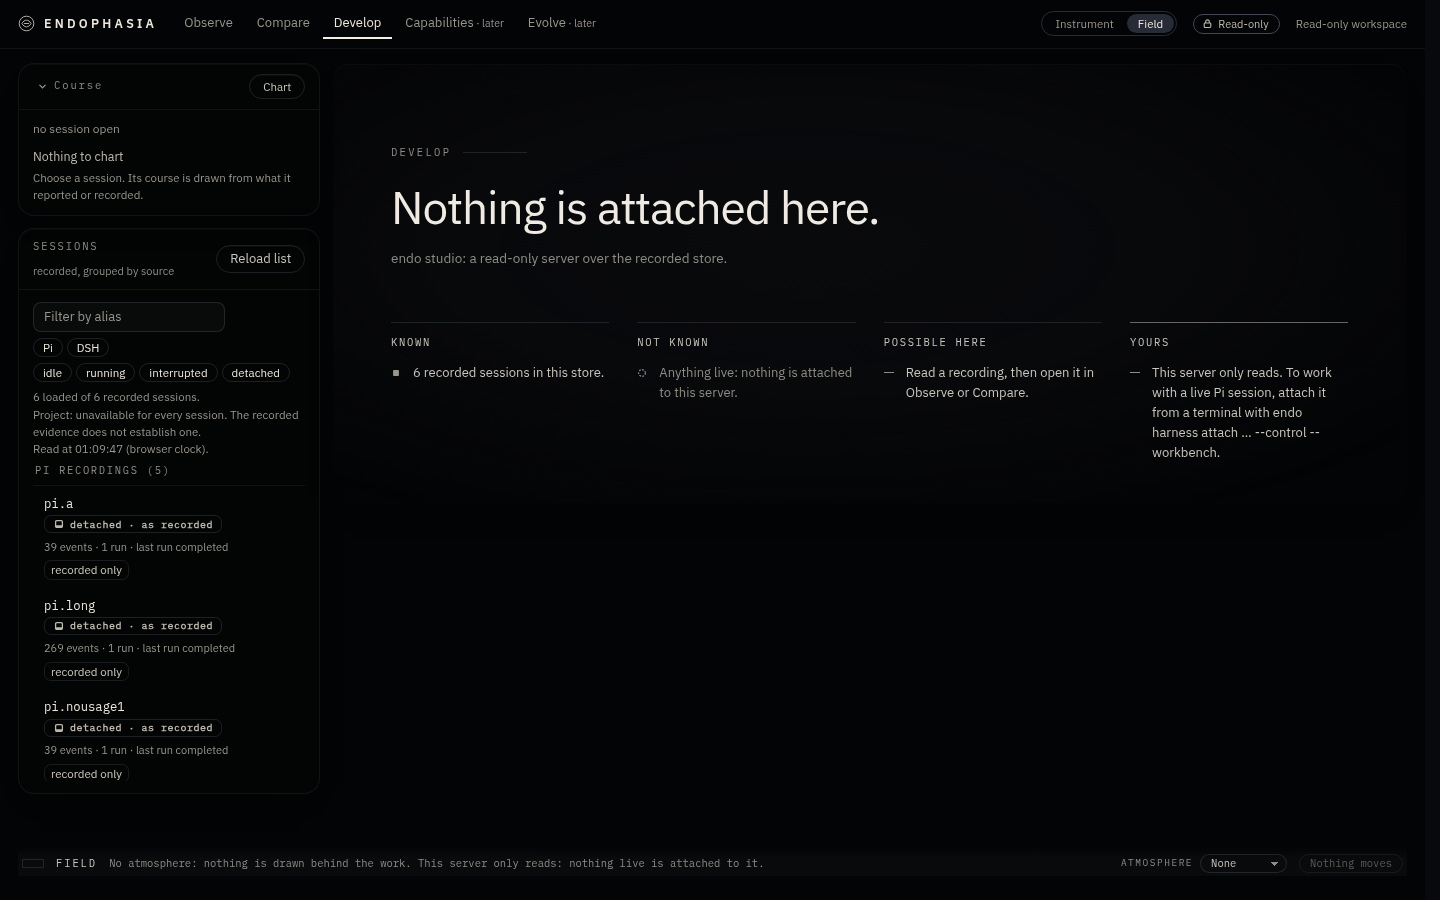 ENDOPHASIA
Observe
Compare
Develop
Capabilities · later
Evolve · later
Instrument
Field
Read-only
Read-only workspace
Course
Chart
no session open
Nothing to chart
Choose a session. Its course is drawn from what it
reported or recorded.
SESSIONS
recorded, grouped by source
Reload list
Filter by alias
Pi
DSH
idle
running
interrupted
detached
6 loaded of 6 recorded sessions.
Project: unavailable for every session. The recorded
evidence does not establish one.
Read at 01:09:47 (browser clock).
PI RECORDINGS (5)
pi.a
detached · as recorded
39 events · 1 run · last run completed
recorded only
pi.long
detached · as recorded
269 events · 1 run · last run completed
recorded only
pi.nousage1
detached · as recorded
39 events · 1 run · last run completed
recorded only
DEVELOP
Nothing is attached here.
endo studio: a read-only server over the recorded store.
KNOWN
6 recorded sessions in this store.
NOT KNOWN
Anything live: nothing is attached
to this server.
POSSIBLE HERE
Read a recording, then open it in
Observe or Compare.
YOURS
This server only reads. To work
with a live Pi session, attach it
from a terminal with endo
harness attach … --control --
workbench.
FIELD
No atmosphere: nothing is drawn behind the work. This server only reads: nothing live is attached to it.
ATMOSPHERE
None
Nothing moves